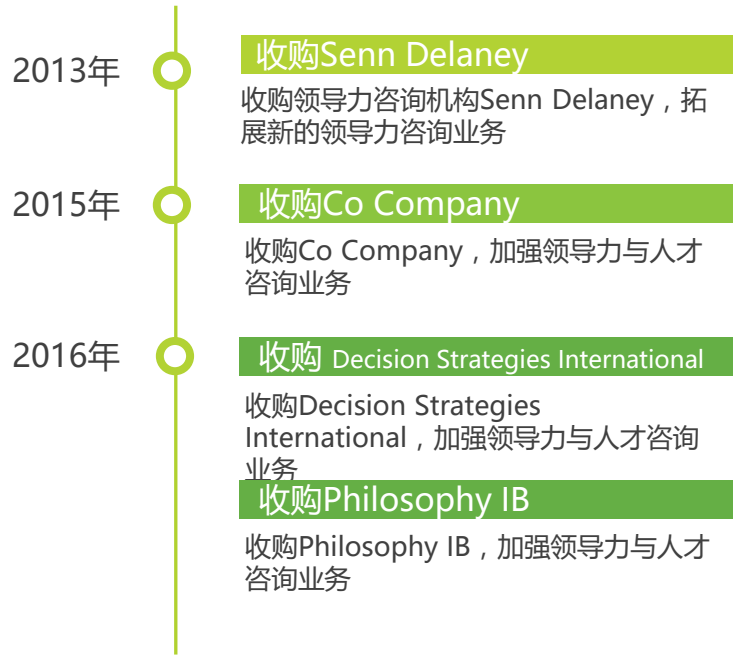 2013年
收购Senn Delaney
收购领导力咨询机构Senn Delaney，拓
展新的领导力咨询业务
2015年
收购Co Company
收购Co Company，加强领导力与人才
咨询业务
2016年
收购 Decision Strategies International
收购Decision Strategies
International，加强领导力与人才咨询
业务
收购Philosophy IB
收购Philosophy IB，加强领导力与人才
咨询业务